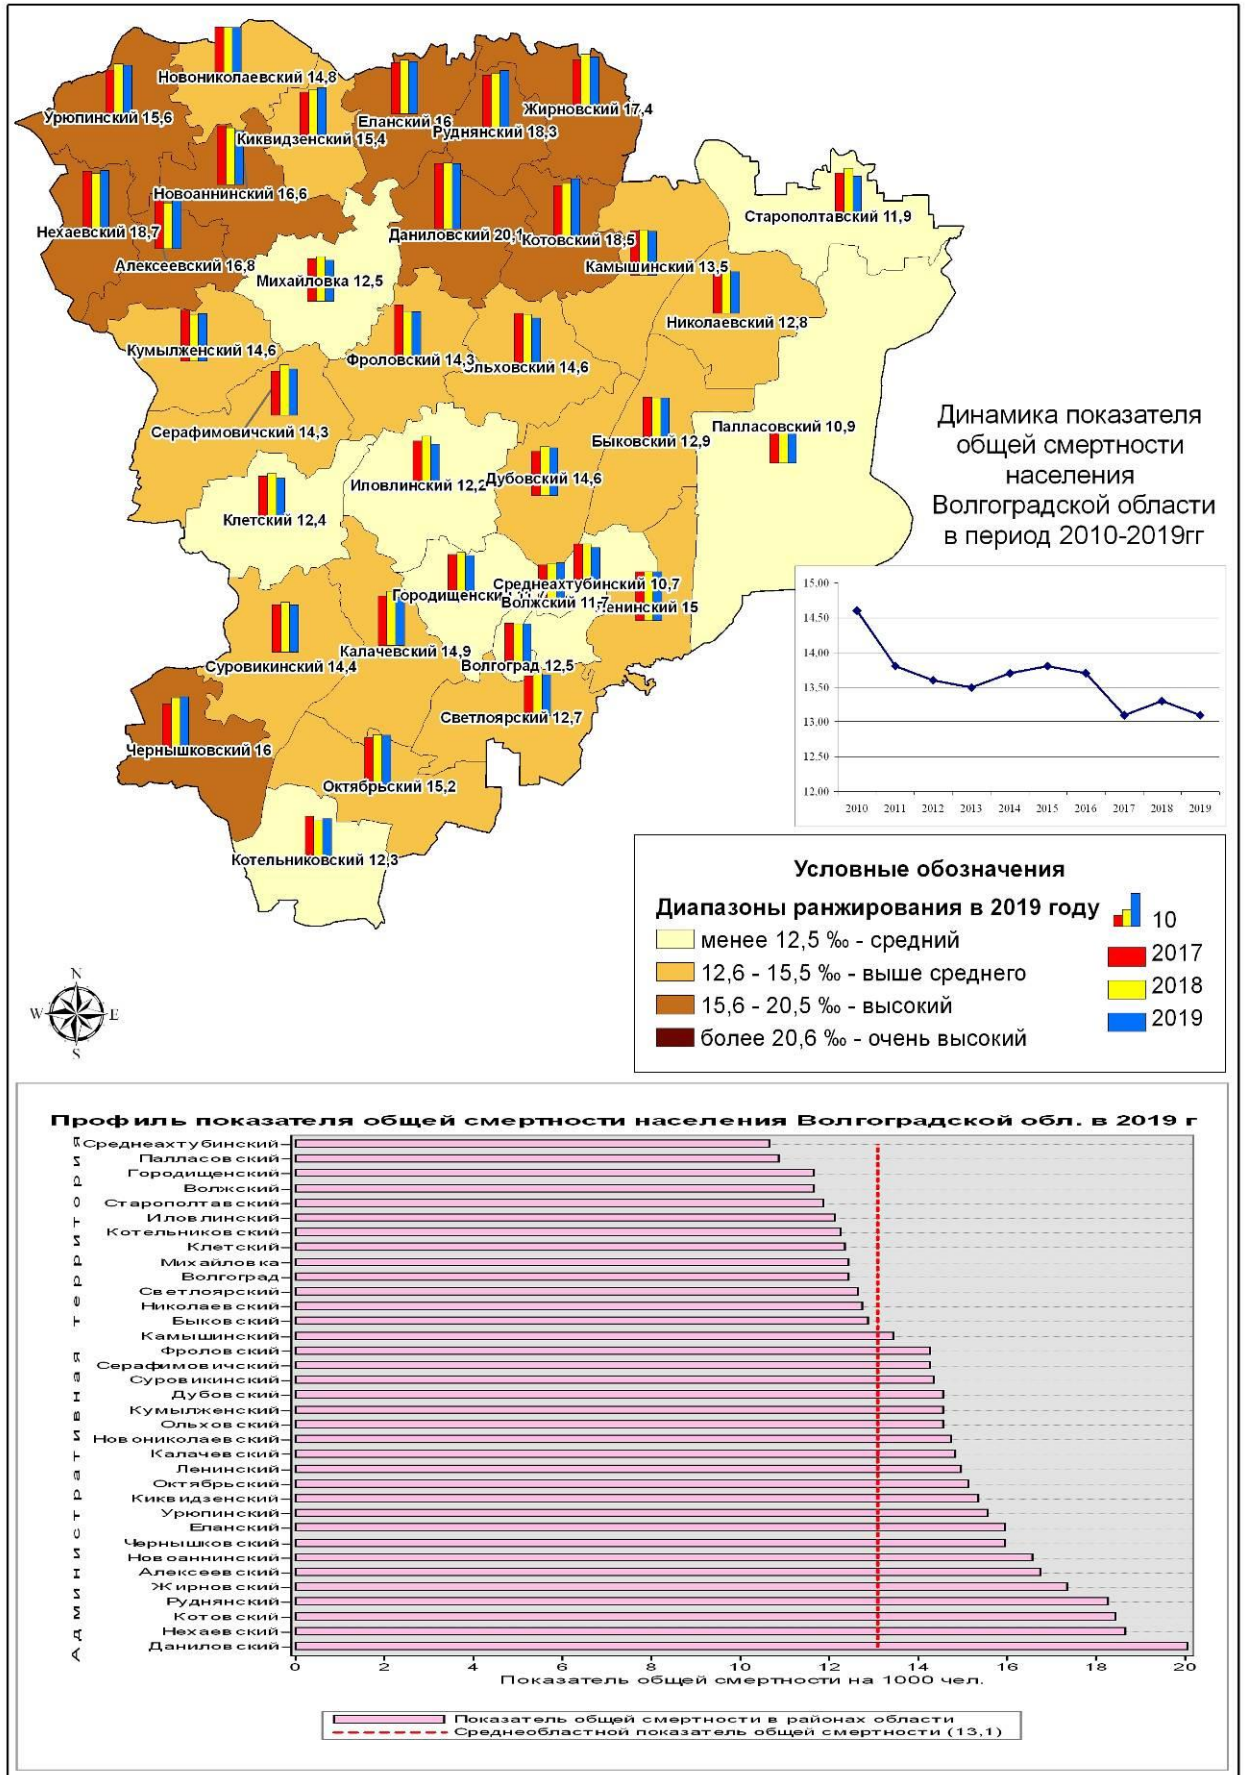 Новониколаевский 14,8
Урюпинский 15,6
Киквидзенский 15,4
Еланский 16
Руднянский 18,3
Жирновский 17,4
Новоаннинский 16,6
Нехаевский 18,7
Алексеевский 16,8
Даниловский 20,1
Котовский 18,5
Старополтавский 11,9
Камышинский 13,5
Михайловка 12,5
Николаевский 12,8
Кумылженский 14,6
Фроловский 14,3
Ольховский 14,6
Серафимовичский 14,3
Быковский 12,9
Палласовский 10,9
Иловлинский 12,2
Дубовский 14,6
Клетский 12,4
Среднеахтубинский 10,7
Городищенский
Волжский 11,7
Ленинский 15
Калачевский 14,9
Волгоград 12,5
Суровикинский 14,4
Светлоярский 12,7
Чернышковский 16
Октябрьский 15,2
Котельниковский 12,3
Динамика показателя
общей смертности
населения
Волгоградской области
в период 2010-2019гг
15.00
14.50
14.00
13.50
13.00
12.50
12.00
2010 2011 2012 2013 2014 2015 2016 2017 2018 2019
Условные обозначения
Диапазоны ранжирования в 2019 году
менее 12,5 ‰ - средний
12,6 - 15,5 ‰ - выше среднего
15,6 - 20,5 ‰ - высокий
более 20,6 ‰ - очень высокий
10
2017
2018
2019
N
W E
S
Профиль показателя общей смертности населения Волгоградской обл. в 2019 г
Административная территория
Среднеахтубинский
Палласовский
Городищенский
Волжский
Старополтавский
Иловлинский
Котельниковский
Клетский
Михайловка
Волгоград
Светлоярский
Николаевский
Быковский
Камышинский
Фроловский
Серафимовичский
Суровикинский
Дубовский
Кумылженский
Ольховский
Новониколаевский
Калачевский
Ленинский
Октябрьский
Киквидзенский
Урюпинский
Еланский
Чернышковский
Новоаннинский
Алексеевский
Жирновский
Руднянский
Котовский
Нехаевский
Даниловский
0 2 4 6 8 10 12 14 16 18 20
Показатель общей смертности на 1000 чел.
Показатель общей смертности в районах области
Среднеобластной показатель общей смертности (13,1)